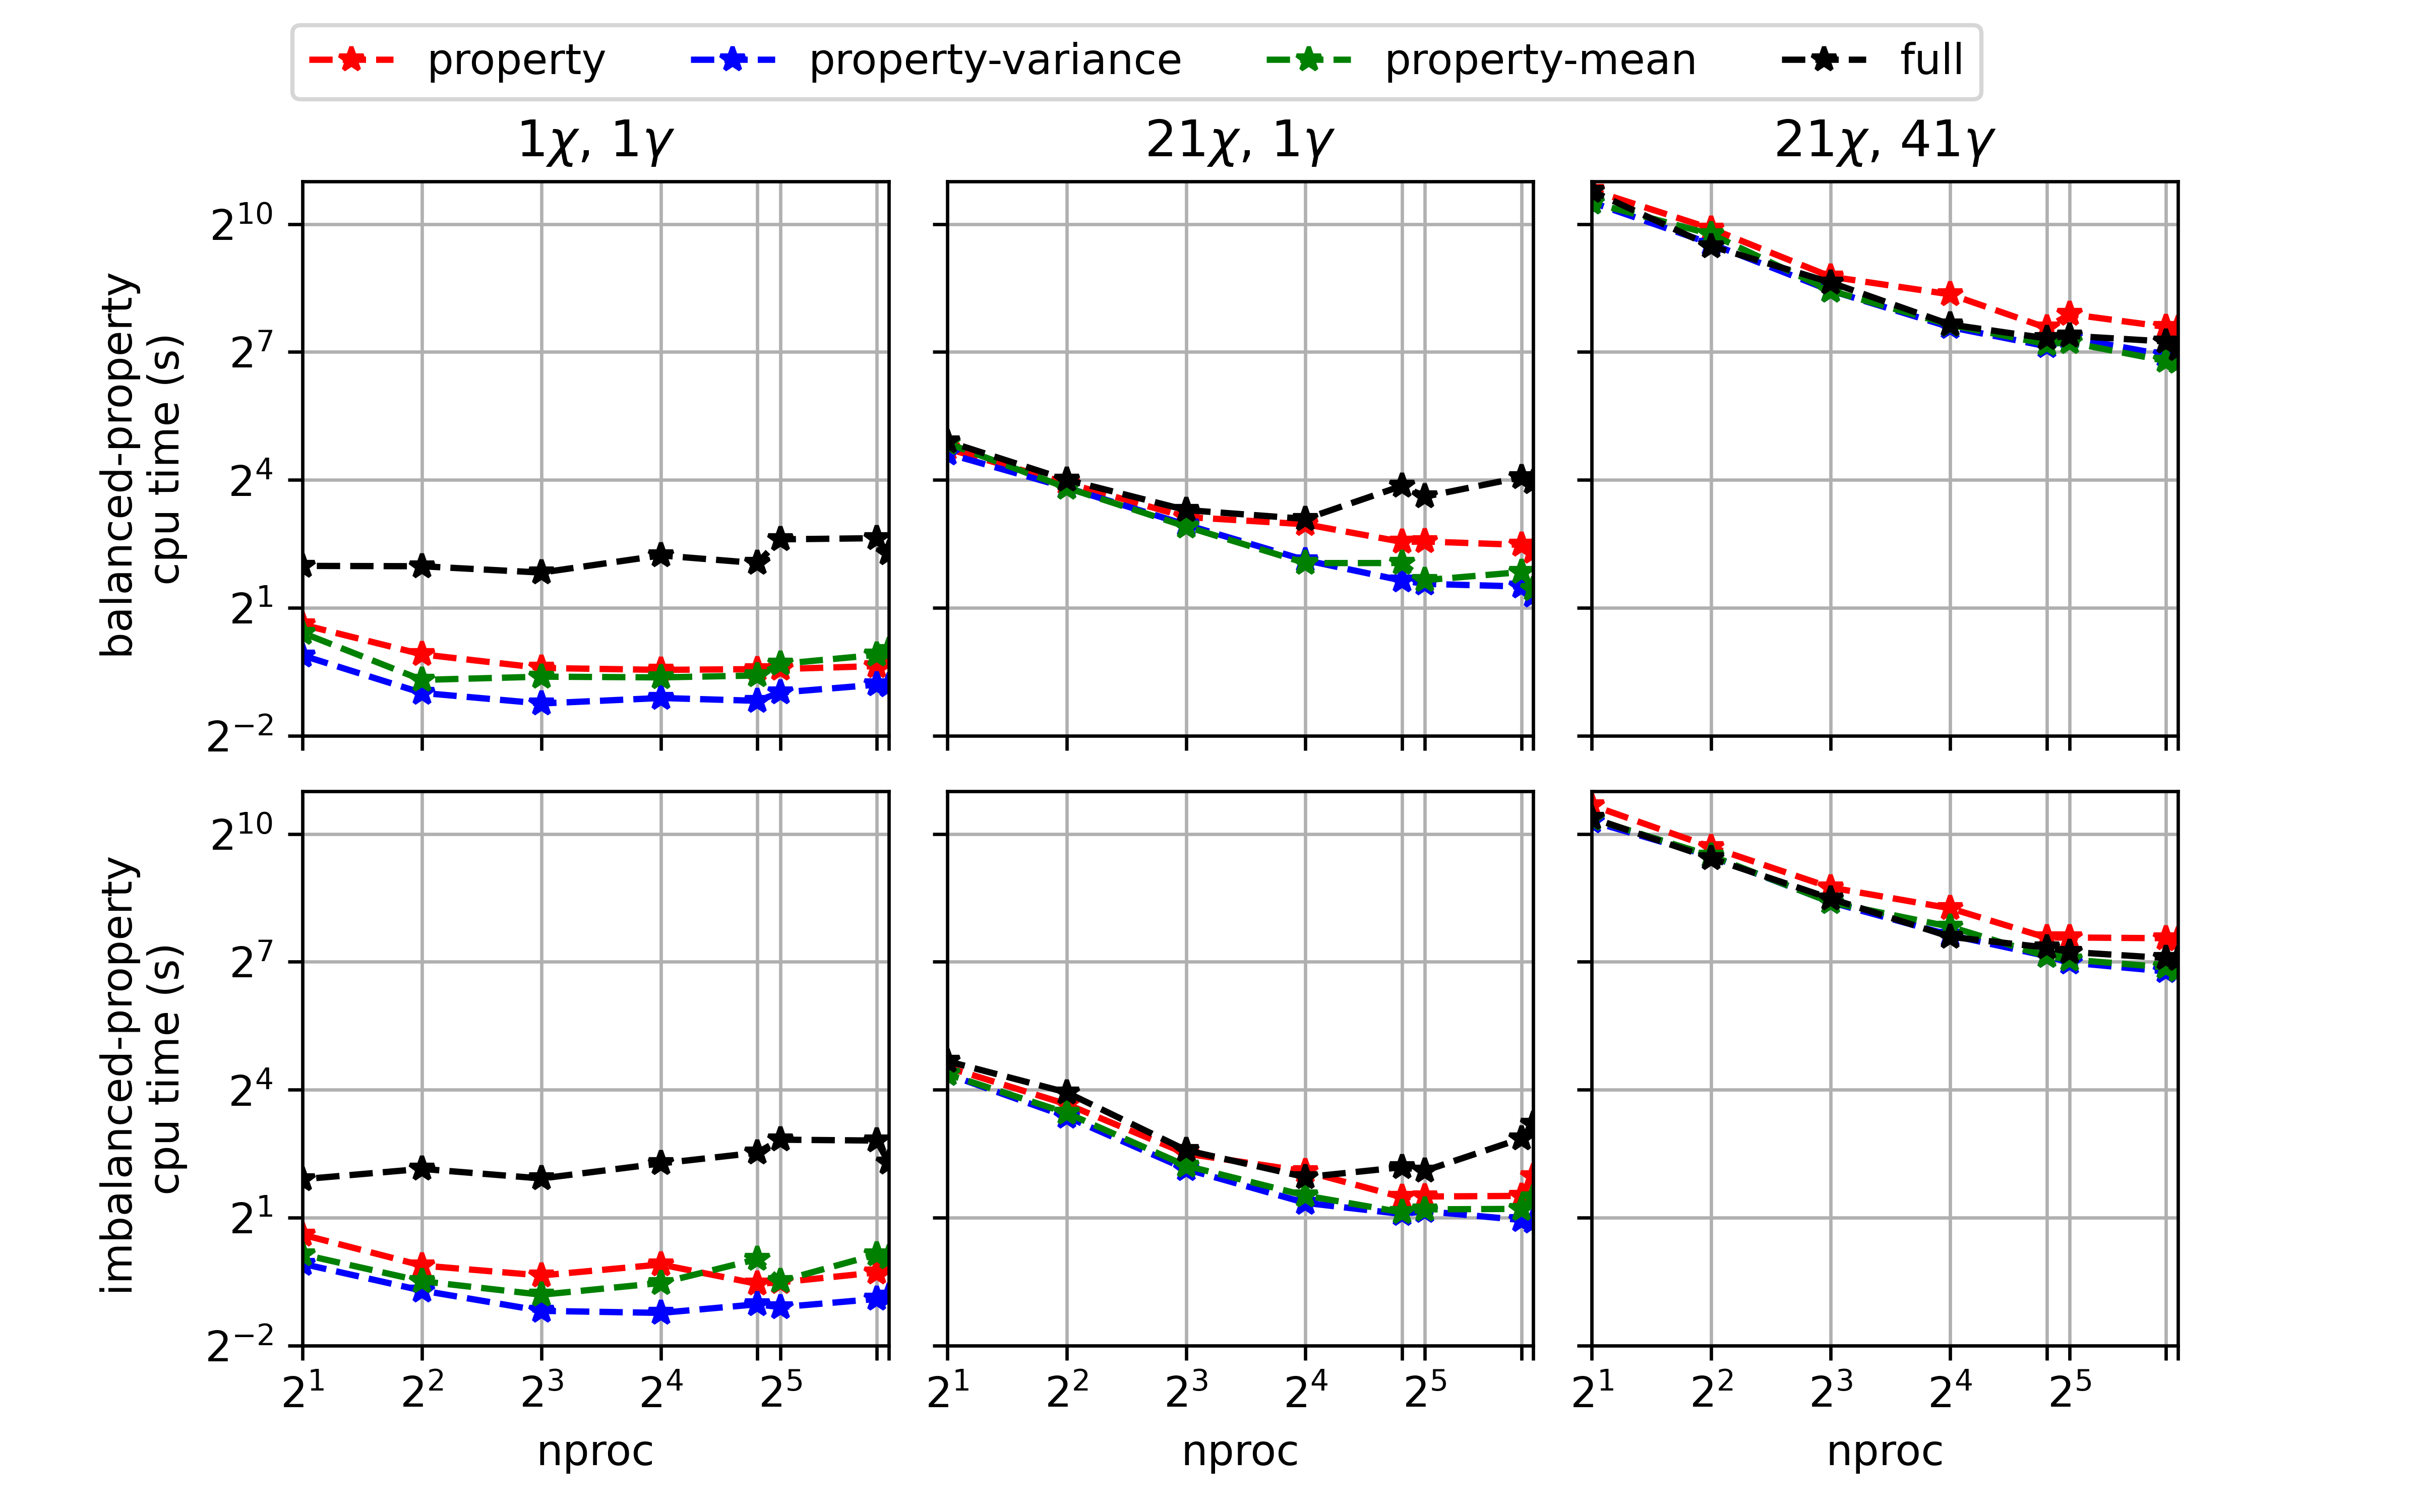 property property-variance property-mean full
1χ, 1γ 21χ, 1γ 21χ, 41γ
balanced-property
cpu time (s)
2^10
2^7
2^4
2^1
2^−2
imbalanced-property
cpu time (s)
2^10
2^7
2^4
2^1
2^−2
2^1 2^2 2^3 2^4 2^5 2^1 2^2 2^3 2^4 2^5 2^1 2^2 2^3 2^4 2^5
nproc nproc nproc